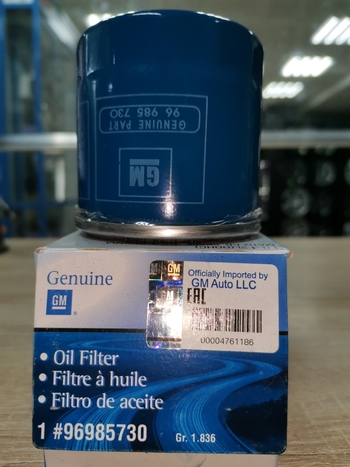 GENUINE PART
96 985 730
GM
Genuine
GM
®
GM
Officially Imported by
GM Auto LLC
EAC
00004761186
• Oil Filter
• Filtre à huile
• Filtro de aceite
1 #96985730
Gr. 1.836